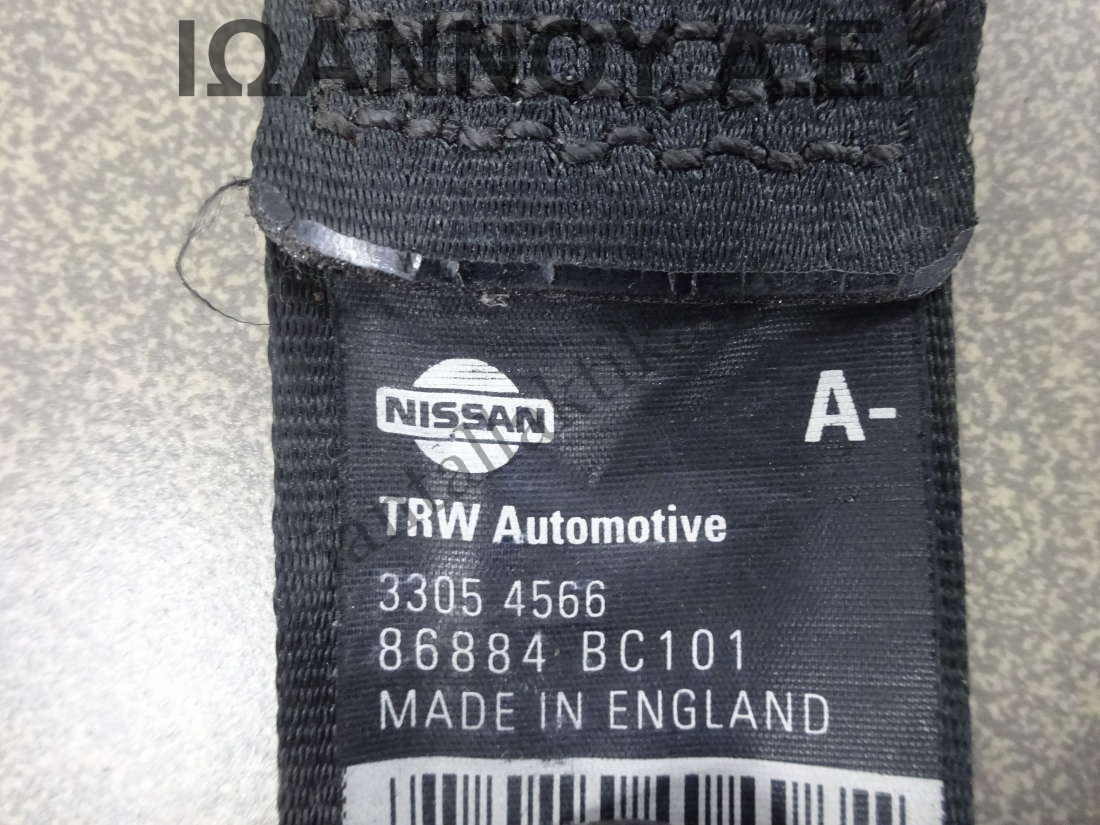 ΙΩΑΝΝΟΥ Α.Ε
NISSAN
A-
TRW Automotive
3305 4566
86884 BC101
MADE IN ENGLAND